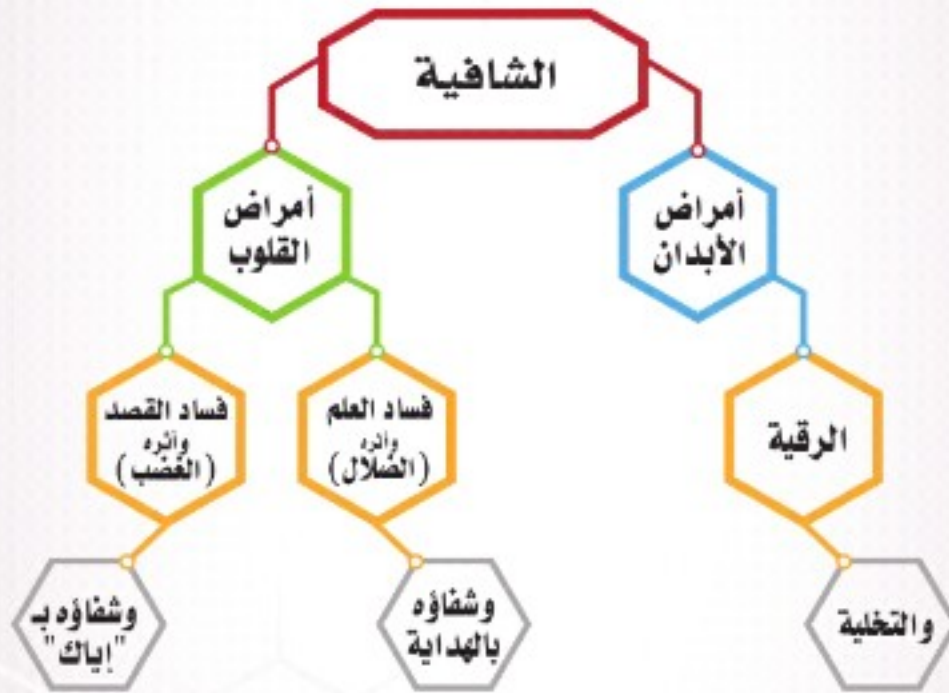 الشافية
أمراض
الأبدان
أمراض
القلوب
الرقية
فساد العلم
وأثره
(الضلال)
فساد القصد
وأثره
(الغضب)
والتخلية
وشفاؤه
بالهداية
وشفاؤه بـ
"إياك"